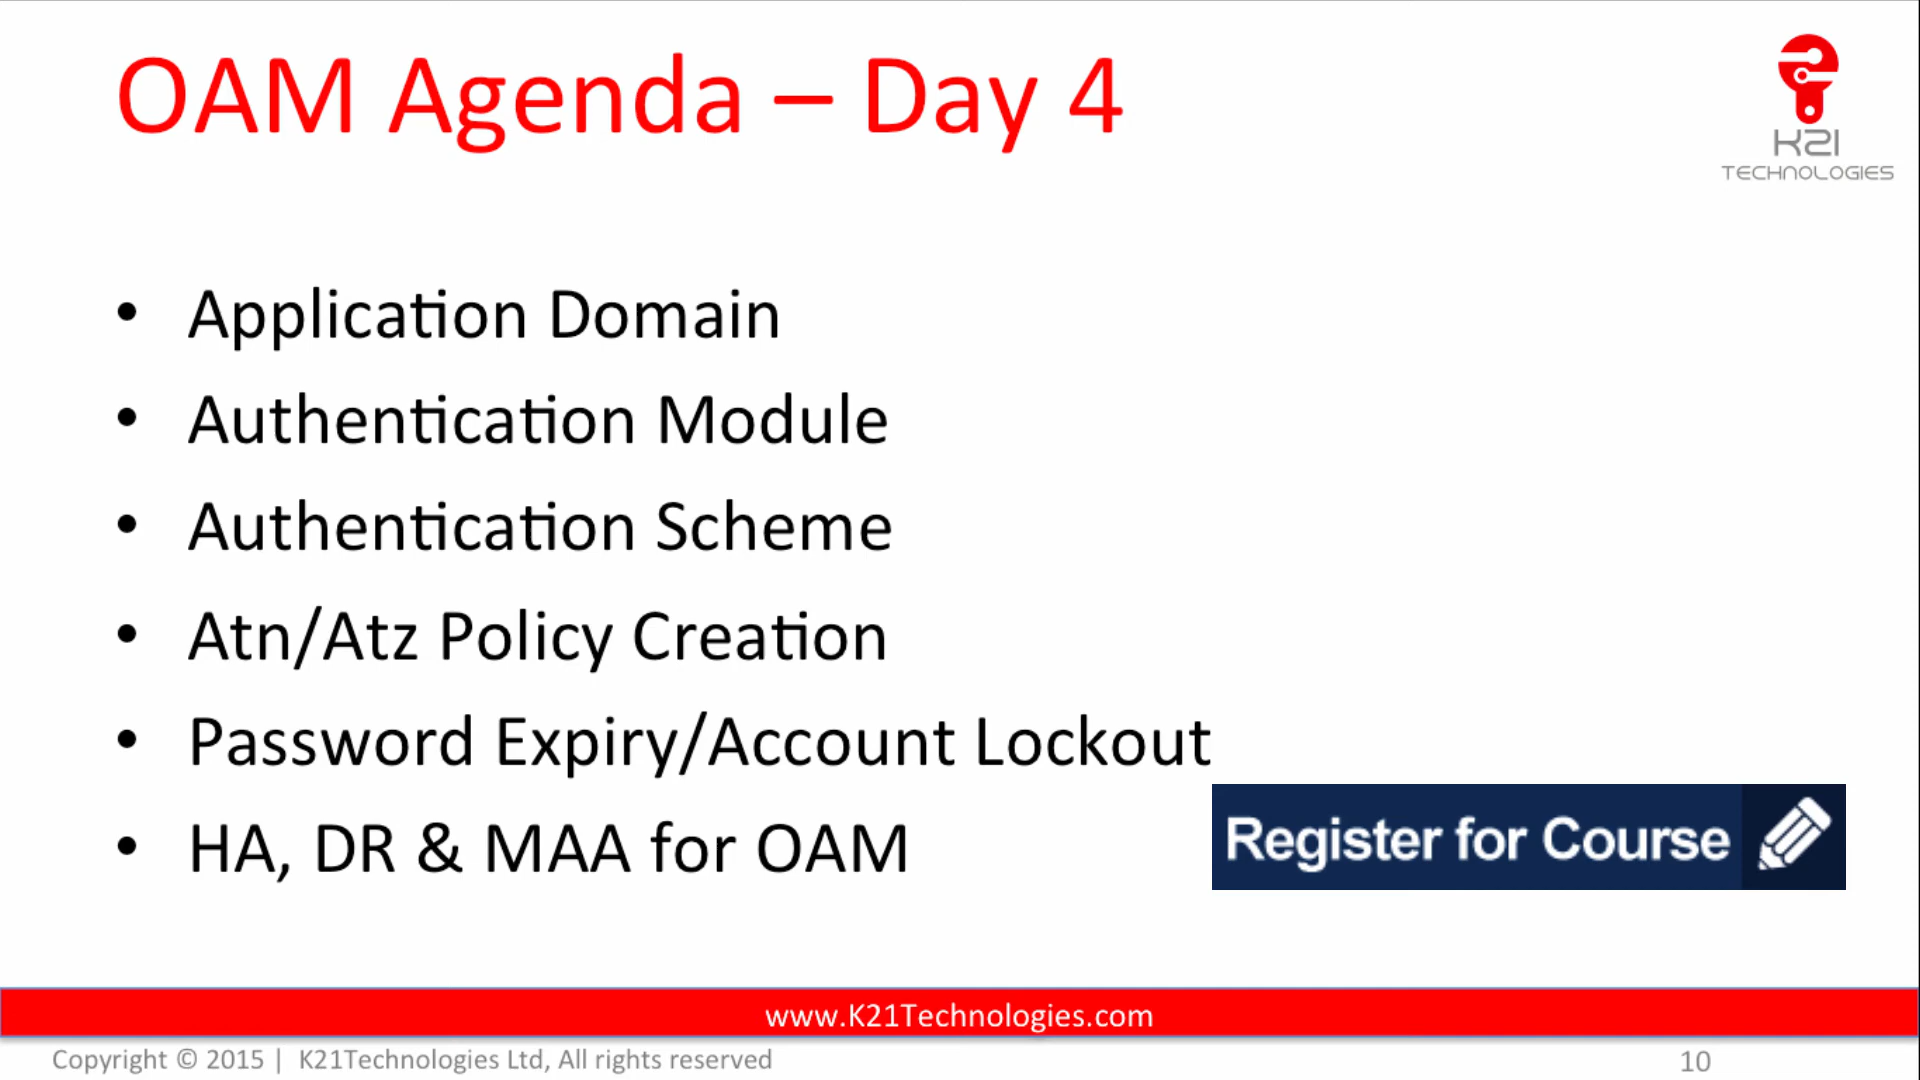 OAM Agenda – Day 4
K21
TECHNOLOGIES
• Application Domain
• Authentication Module
• Authentication Scheme
• Atn/Atz Policy Creation
• Password Expiry/Account Lockout
• HA, DR & MAA for OAM
Register for Course
www.K21Technologies.com
Copyright © 2015 | K21Technologies Ltd, All rights reserved
10